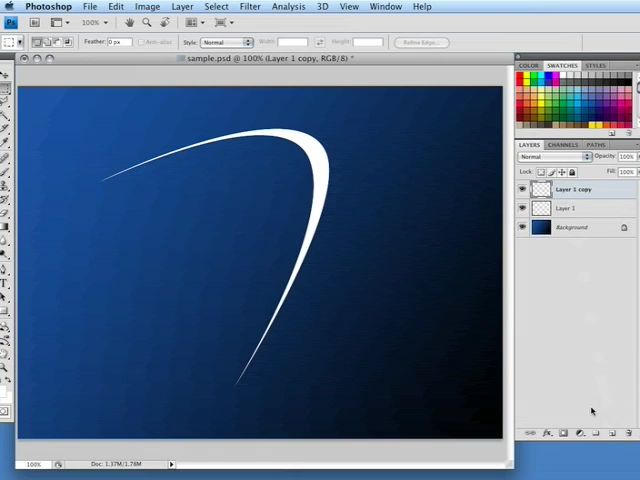 Photoshop File Edit Image Layer Select Filter Analysis 3D View Window Help
Ps 100%
Feather: 0 px Anti-alias Style: Normal Width: Height: Refine Edge...
sample.psd @ 100% (Layer 1 copy, RGB/8) *
COLOR SWATCHES STYLES
LAYERS CHANNELS PATHS
Normal Opacity: 100%
Lock: Fill: 100%
Layer 1 copy
Layer 1
Background
fx.
100% Doc: 1.37M/1.78M